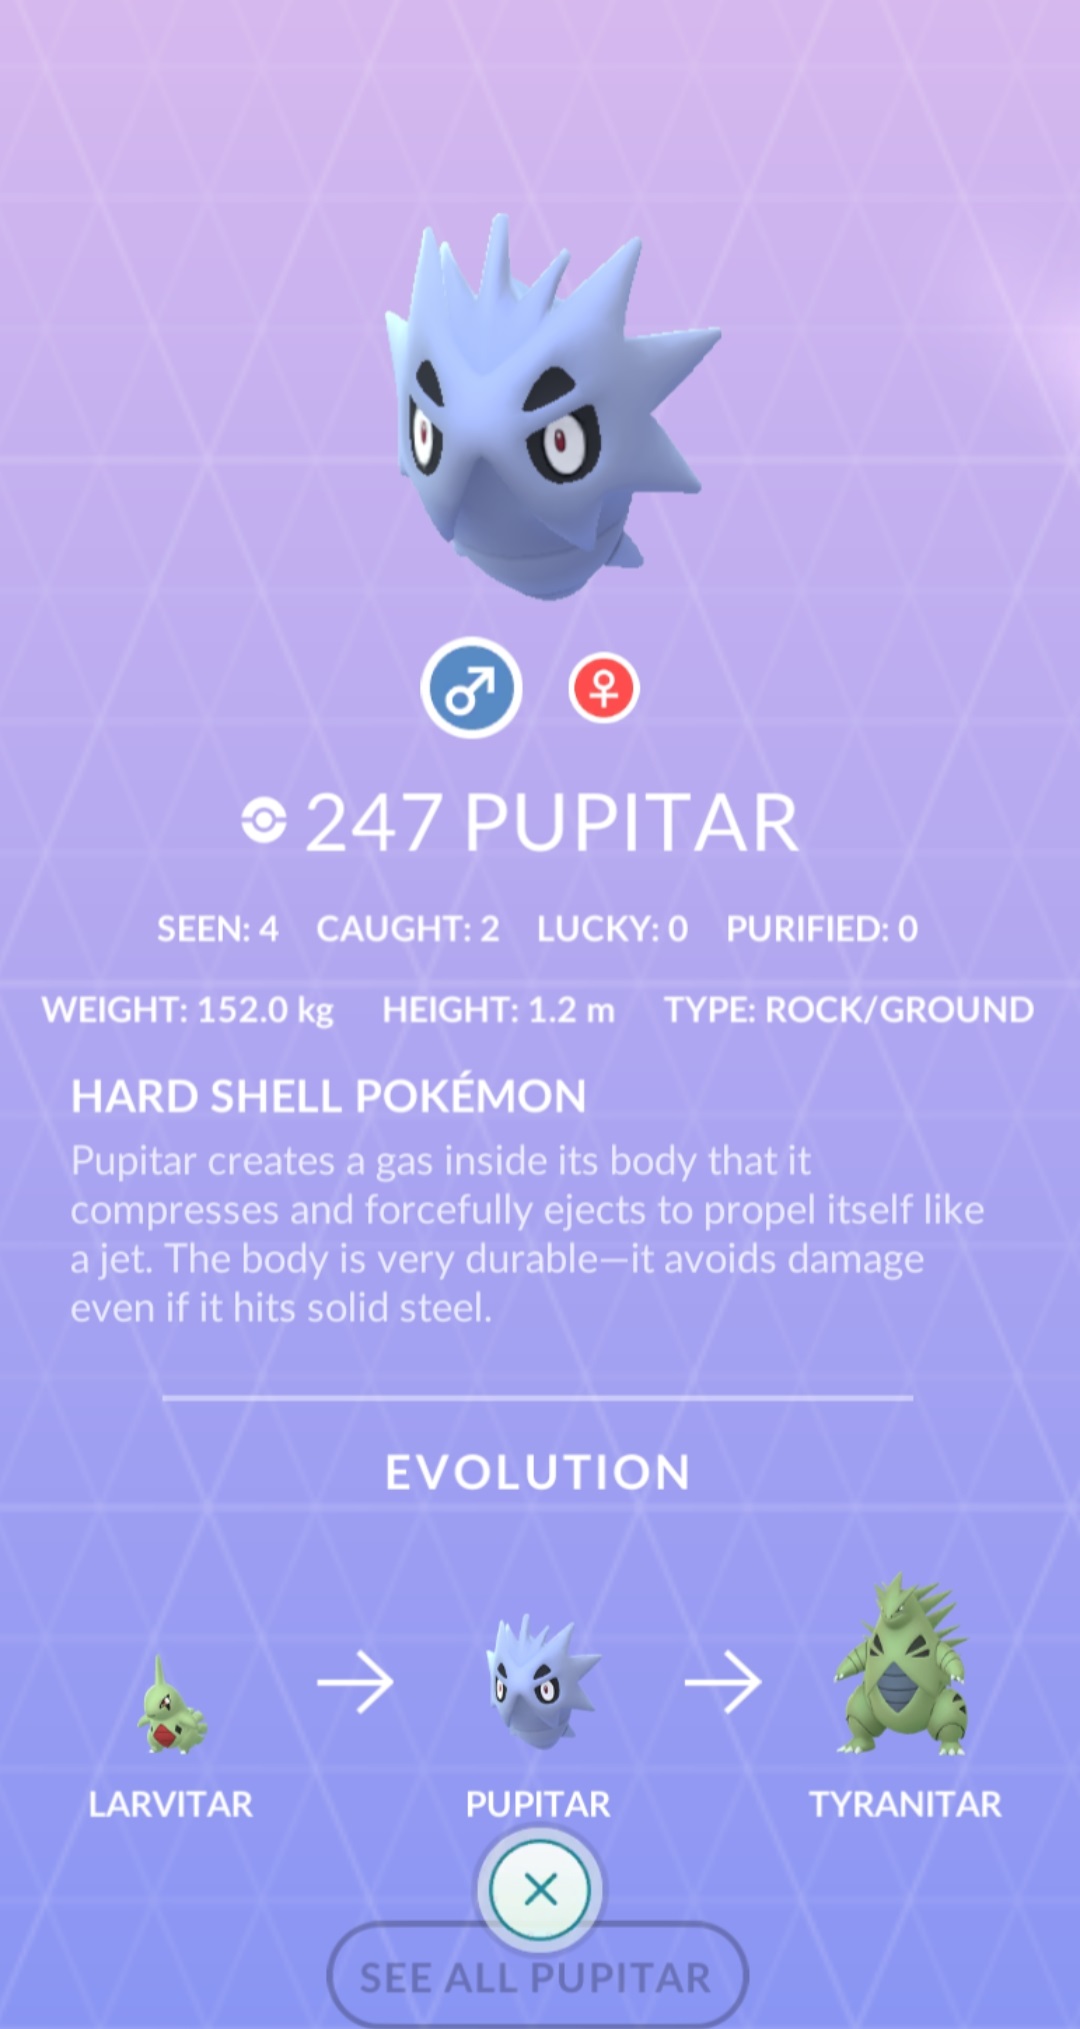 247 PUPITAR
SEEN: 4 CAUGHT: 2 LUCKY: 0 PURIFIED: 0
WEIGHT: 152.0 kg HEIGHT: 1.2 m TYPE: ROCK/GROUND
HARD SHELL POKÉMON
Pupitar creates a gas inside its body that it
compresses and forcefully ejects to propel itself like
a jet. The body is very durable—it avoids damage
even if it hits solid steel.
EVOLUTION
LARVITAR PUPITAR TYRANITAR
SEE ALL PUPITAR